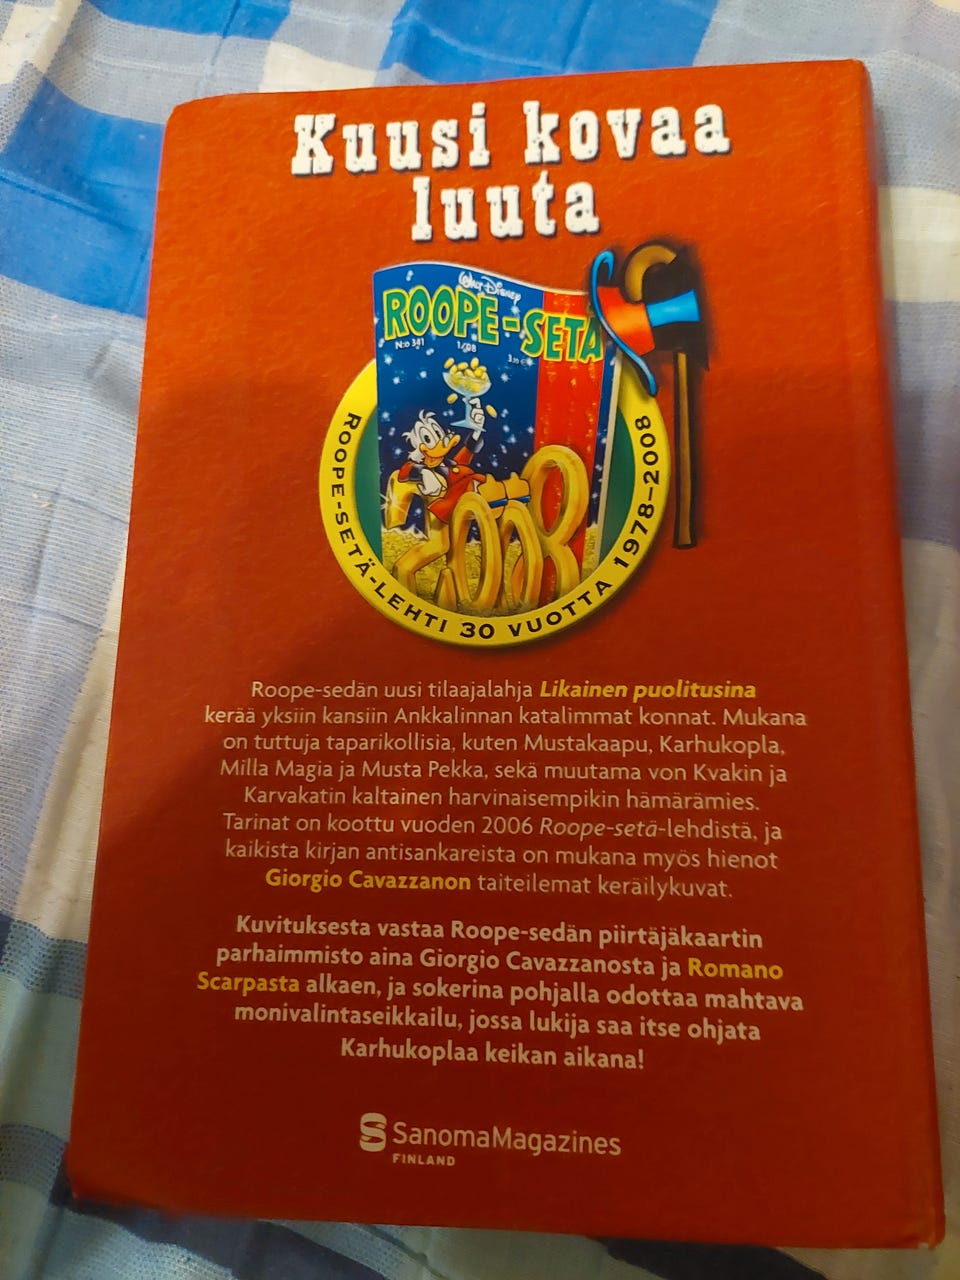 Kuusi kovaa
luuta
Walt Disney
ROOPE-SETÄ
N:o 341 1/08
ROOPE-SETÄ-LEHTI 30 VUOTTA 1978–2008
2008
Roope-sedän uusi tilaajalahja Likainen puolitusina
kerää yksiin kansiin Ankkalinnan katalimmat konnat. Mukana
on tuttuja taparikollisia, kuten Mustakaapu, Karhukopla,
Milla Magia ja Musta Pekka, sekä muutama von Kvakin ja
Karvakatin kaltainen harvinaisempikin hämärämies.
Tarinat on koottu vuoden 2006 Roope-setä-lehdistä, ja
kaikista kirjan antisankareista on mukana myös hienot
Giorgio Cavazzanon taiteilemat keräilykuvat.
Kuvituksesta vastaa Roope-sedän piirtäjäkaartin
parhaimmisto aina Giorgio Cavazzanosta ja Romano
Scarpasta alkaen, ja sokerina pohjalla odottaa mahtava
monivalintaseikkailu, jossa lukija saa itse ohjata
Karhukoplaa keikan aikana!
SanomaMagazines
FINLAND